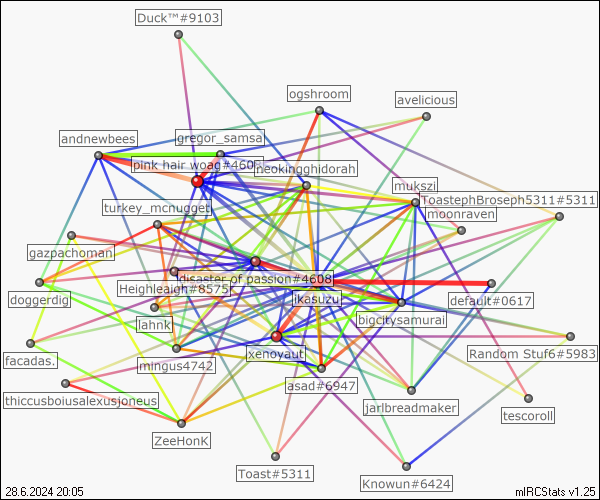 Duck™#9103
ogshroom
avelicious
andnewbees
gregor_samsa
pink hair woag#460
neokingghidorah
mukszi
ToastephBroseph5311#5311
turkey_mcnugget
moonraven
gazpachoman
disaster of passion#4608
Heighleigh#8575
doggerdig
ikasuzu
default#0617
lahnk
bigcitysamurai
facadas.
mingus4742
xenoyaut
Random Stuf6#5983
asad#6947
thiccusboiusalexusjoneus
jarlbreadmaker
tescoroll
ZeeHonK
Toast#5311
Knowun#6424
28.6.2024 20:05
mIRCStats v1.25